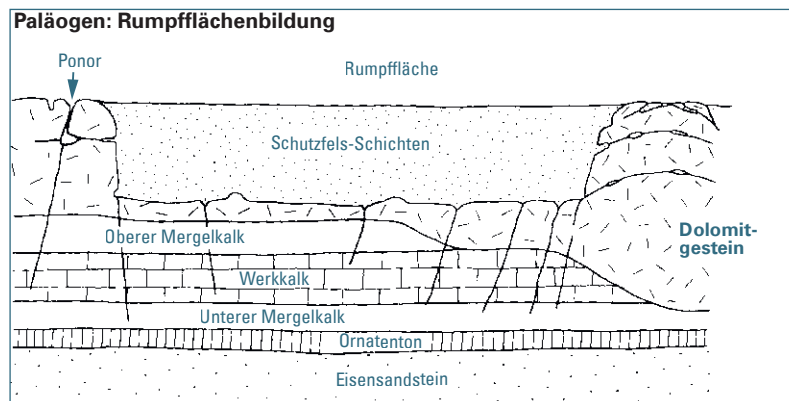 Paläogen: Rumpfflächenbildung
Ponor
Rumpffläche
Schutzfels-Schichten
Oberer Mergelkalk
Dolomit-
gestein
Werkkalk
Unterer Mergelkalk
Ornatenton
Eisensandstein